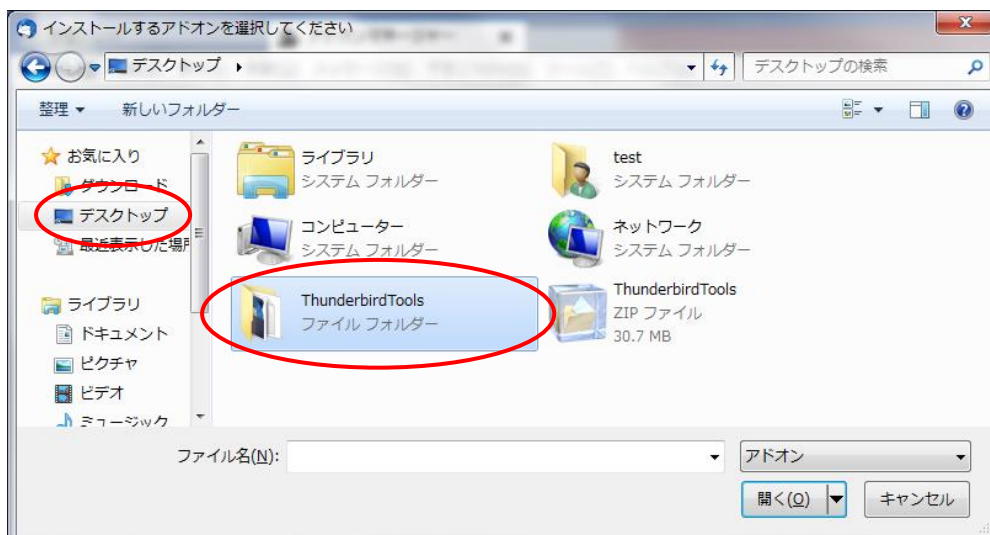 インストールするアドオンを選択してください
デスクトップ
デスクトップの検索
整理
新しいフォルダー
お気に入り
ダウンロード
デスクトップ
最近表示した場所
ライブラリ
ドキュメント
ピクチャ
ビデオ
ミュージック
ライブラリ
システム フォルダー
test
システム フォルダー
コンピューター
システム フォルダー
ネットワーク
システム フォルダー
ThunderbirdTools
ファイル フォルダー
ThunderbirdTools
ZIP ファイル
30.7 MB
ファイル名(N):
アドオン
開く(O)
キャンセル